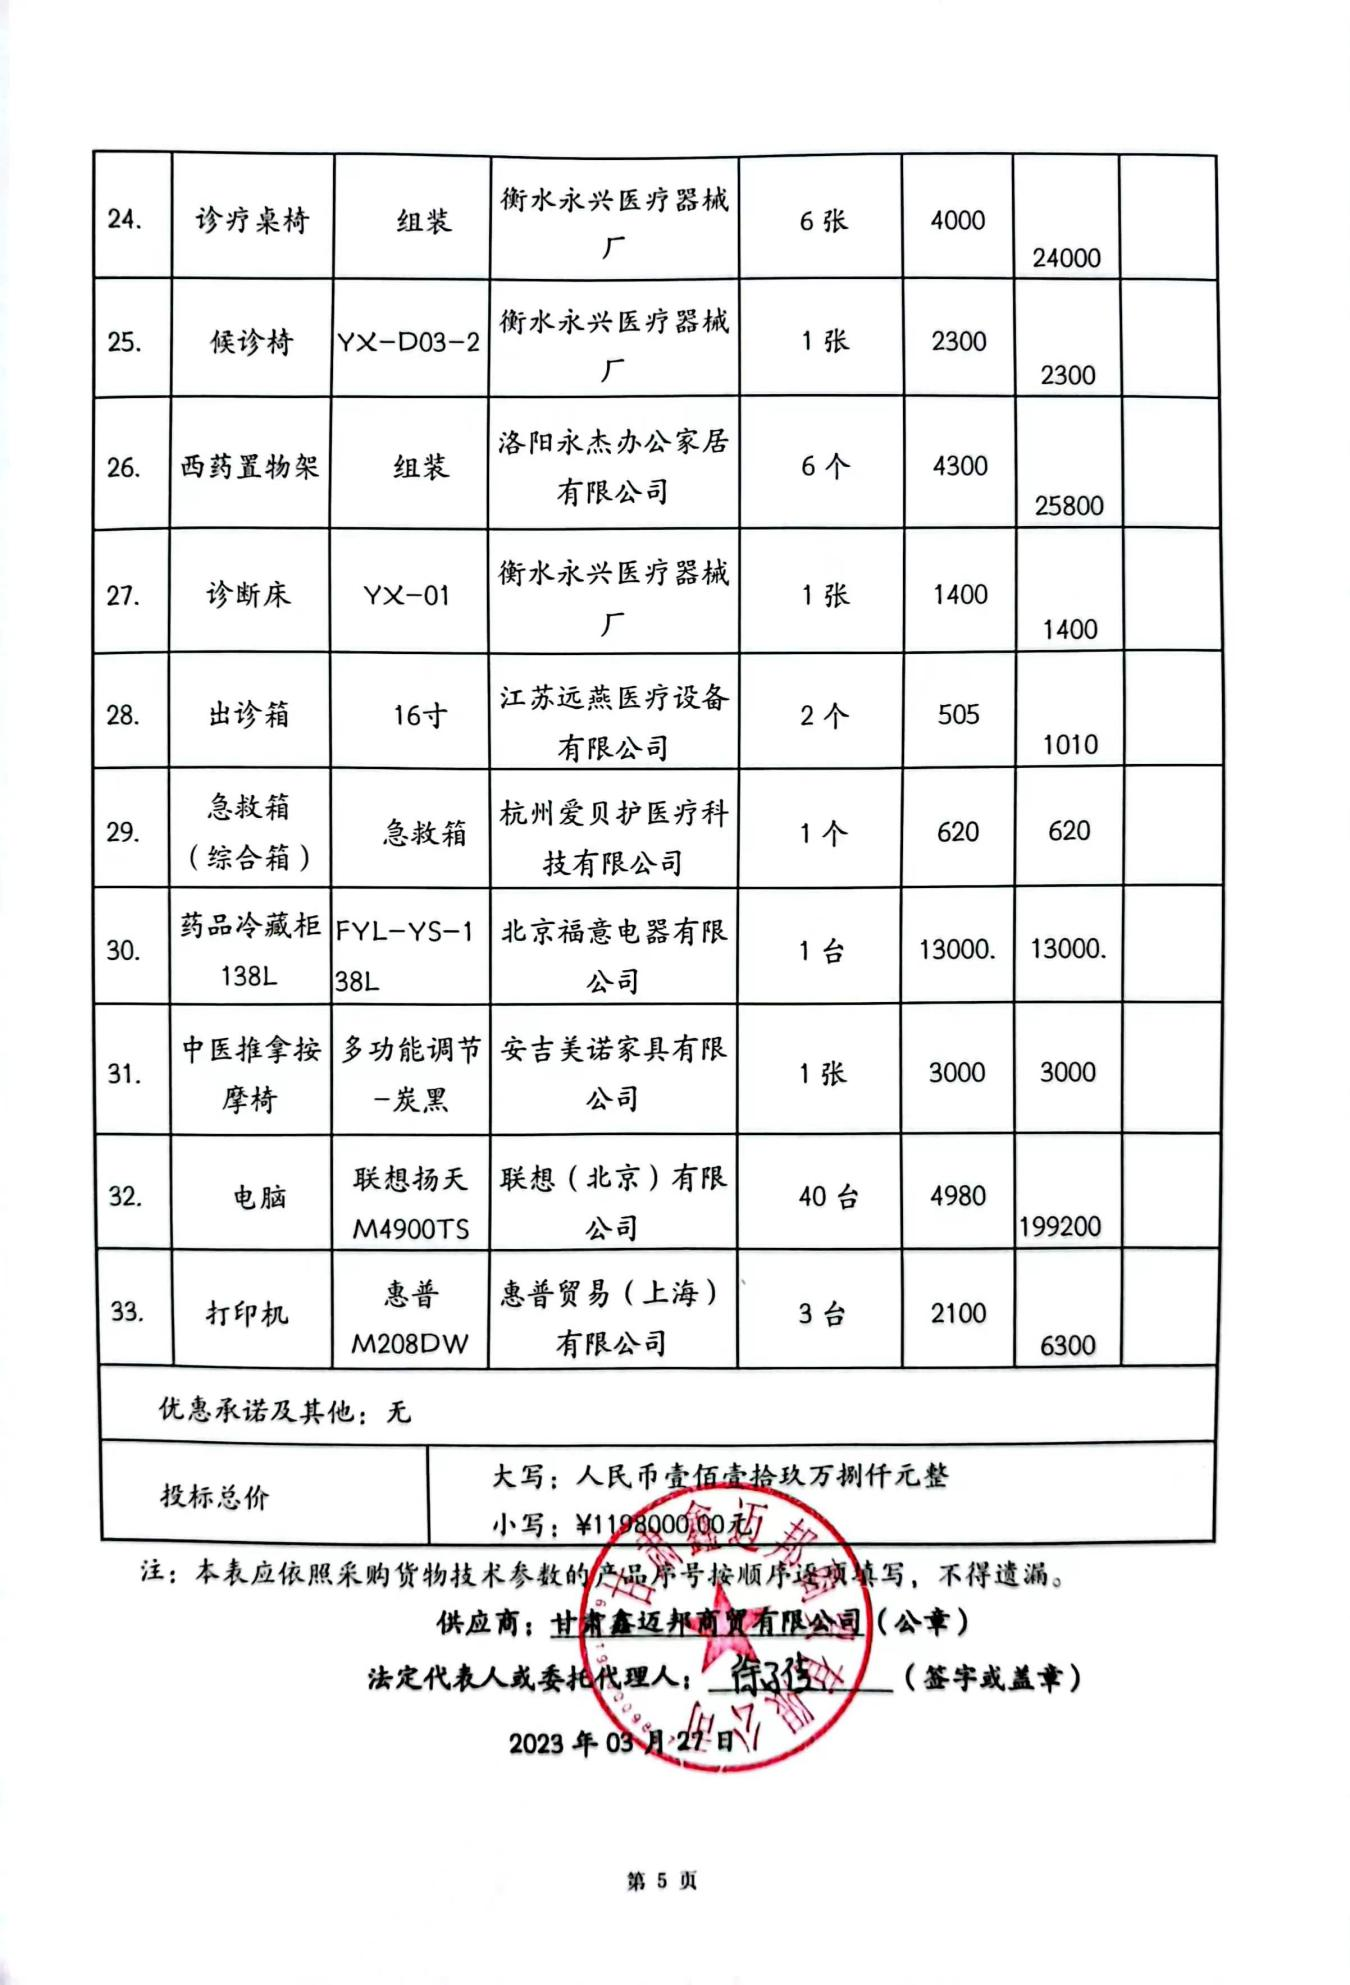 24. 诊疗桌椅 组装 衡水永兴医疗器械厂 6 张 4000 24000
25. 候诊椅 YX-D03-2 衡水永兴医疗器械厂 1 张 2300 2300
26. 西药置物架 组装 洛阳永杰办公家居有限公司 6 个 4300 25800
27. 诊断床 YX-01 衡水永兴医疗器械厂 1 张 1400 1400
28. 出诊箱 16寸 江苏远燕医疗设备有限公司 2 个 505 1010
29. 急救箱（综合箱） 急救箱 杭州爱贝护医疗科技有限公司 1 个 620 620
30. 药品冷藏柜138L FYL-YS-138L 北京福意电器有限公司 1 台 13000. 13000.
31. 中医推拿按摩椅 多功能调节-炭黑 安吉美诺家具有限公司 1 张 3000 3000
32. 电脑 联想扬天M4900TS 联想（北京）有限公司 40 台 4980 199200
33. 打印机 惠普M208DW 惠普贸易（上海）有限公司 3 台 2100 6300
优惠承诺及其他：无
投标总价
大写：人民币壹佰壹拾玖万捌仟元整
小写：¥1198000.00元
注：本表应依照采购货物技术参数的产品序号按顺序逐项填写，不得遗漏。
供应商：甘肃鑫迈邦商贸有限公司（公章）
法定代表人或委托代理人：（签字或盖章）
2023 年 03 月 27 日
甘肃鑫迈邦商贸有限公司
第 5 页